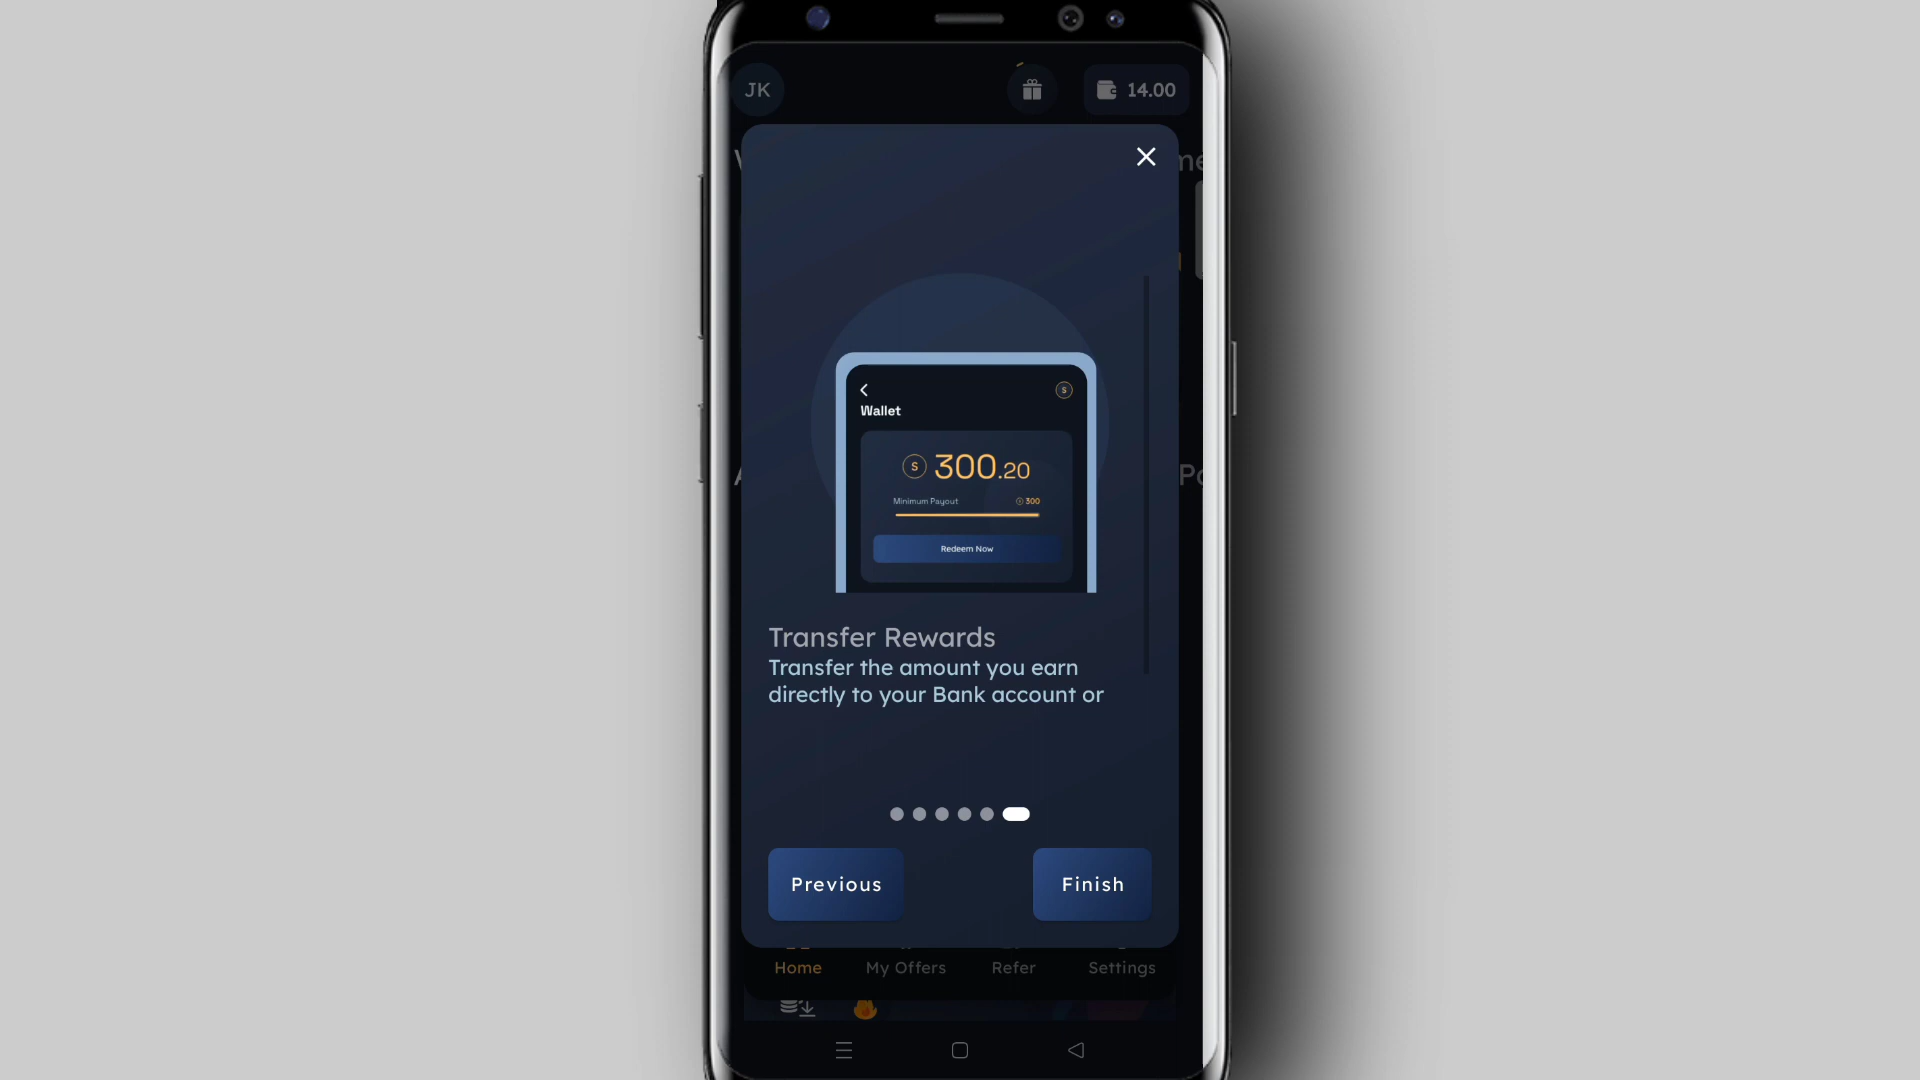 JK
14.00
Wallet
S
S 300.20
Minimum Payout
300
Redeem Now
Transfer Rewards
Transfer the amount you earn
directly to your Bank account or
Previous
Finish
Home
My Offers
Refer
Settings